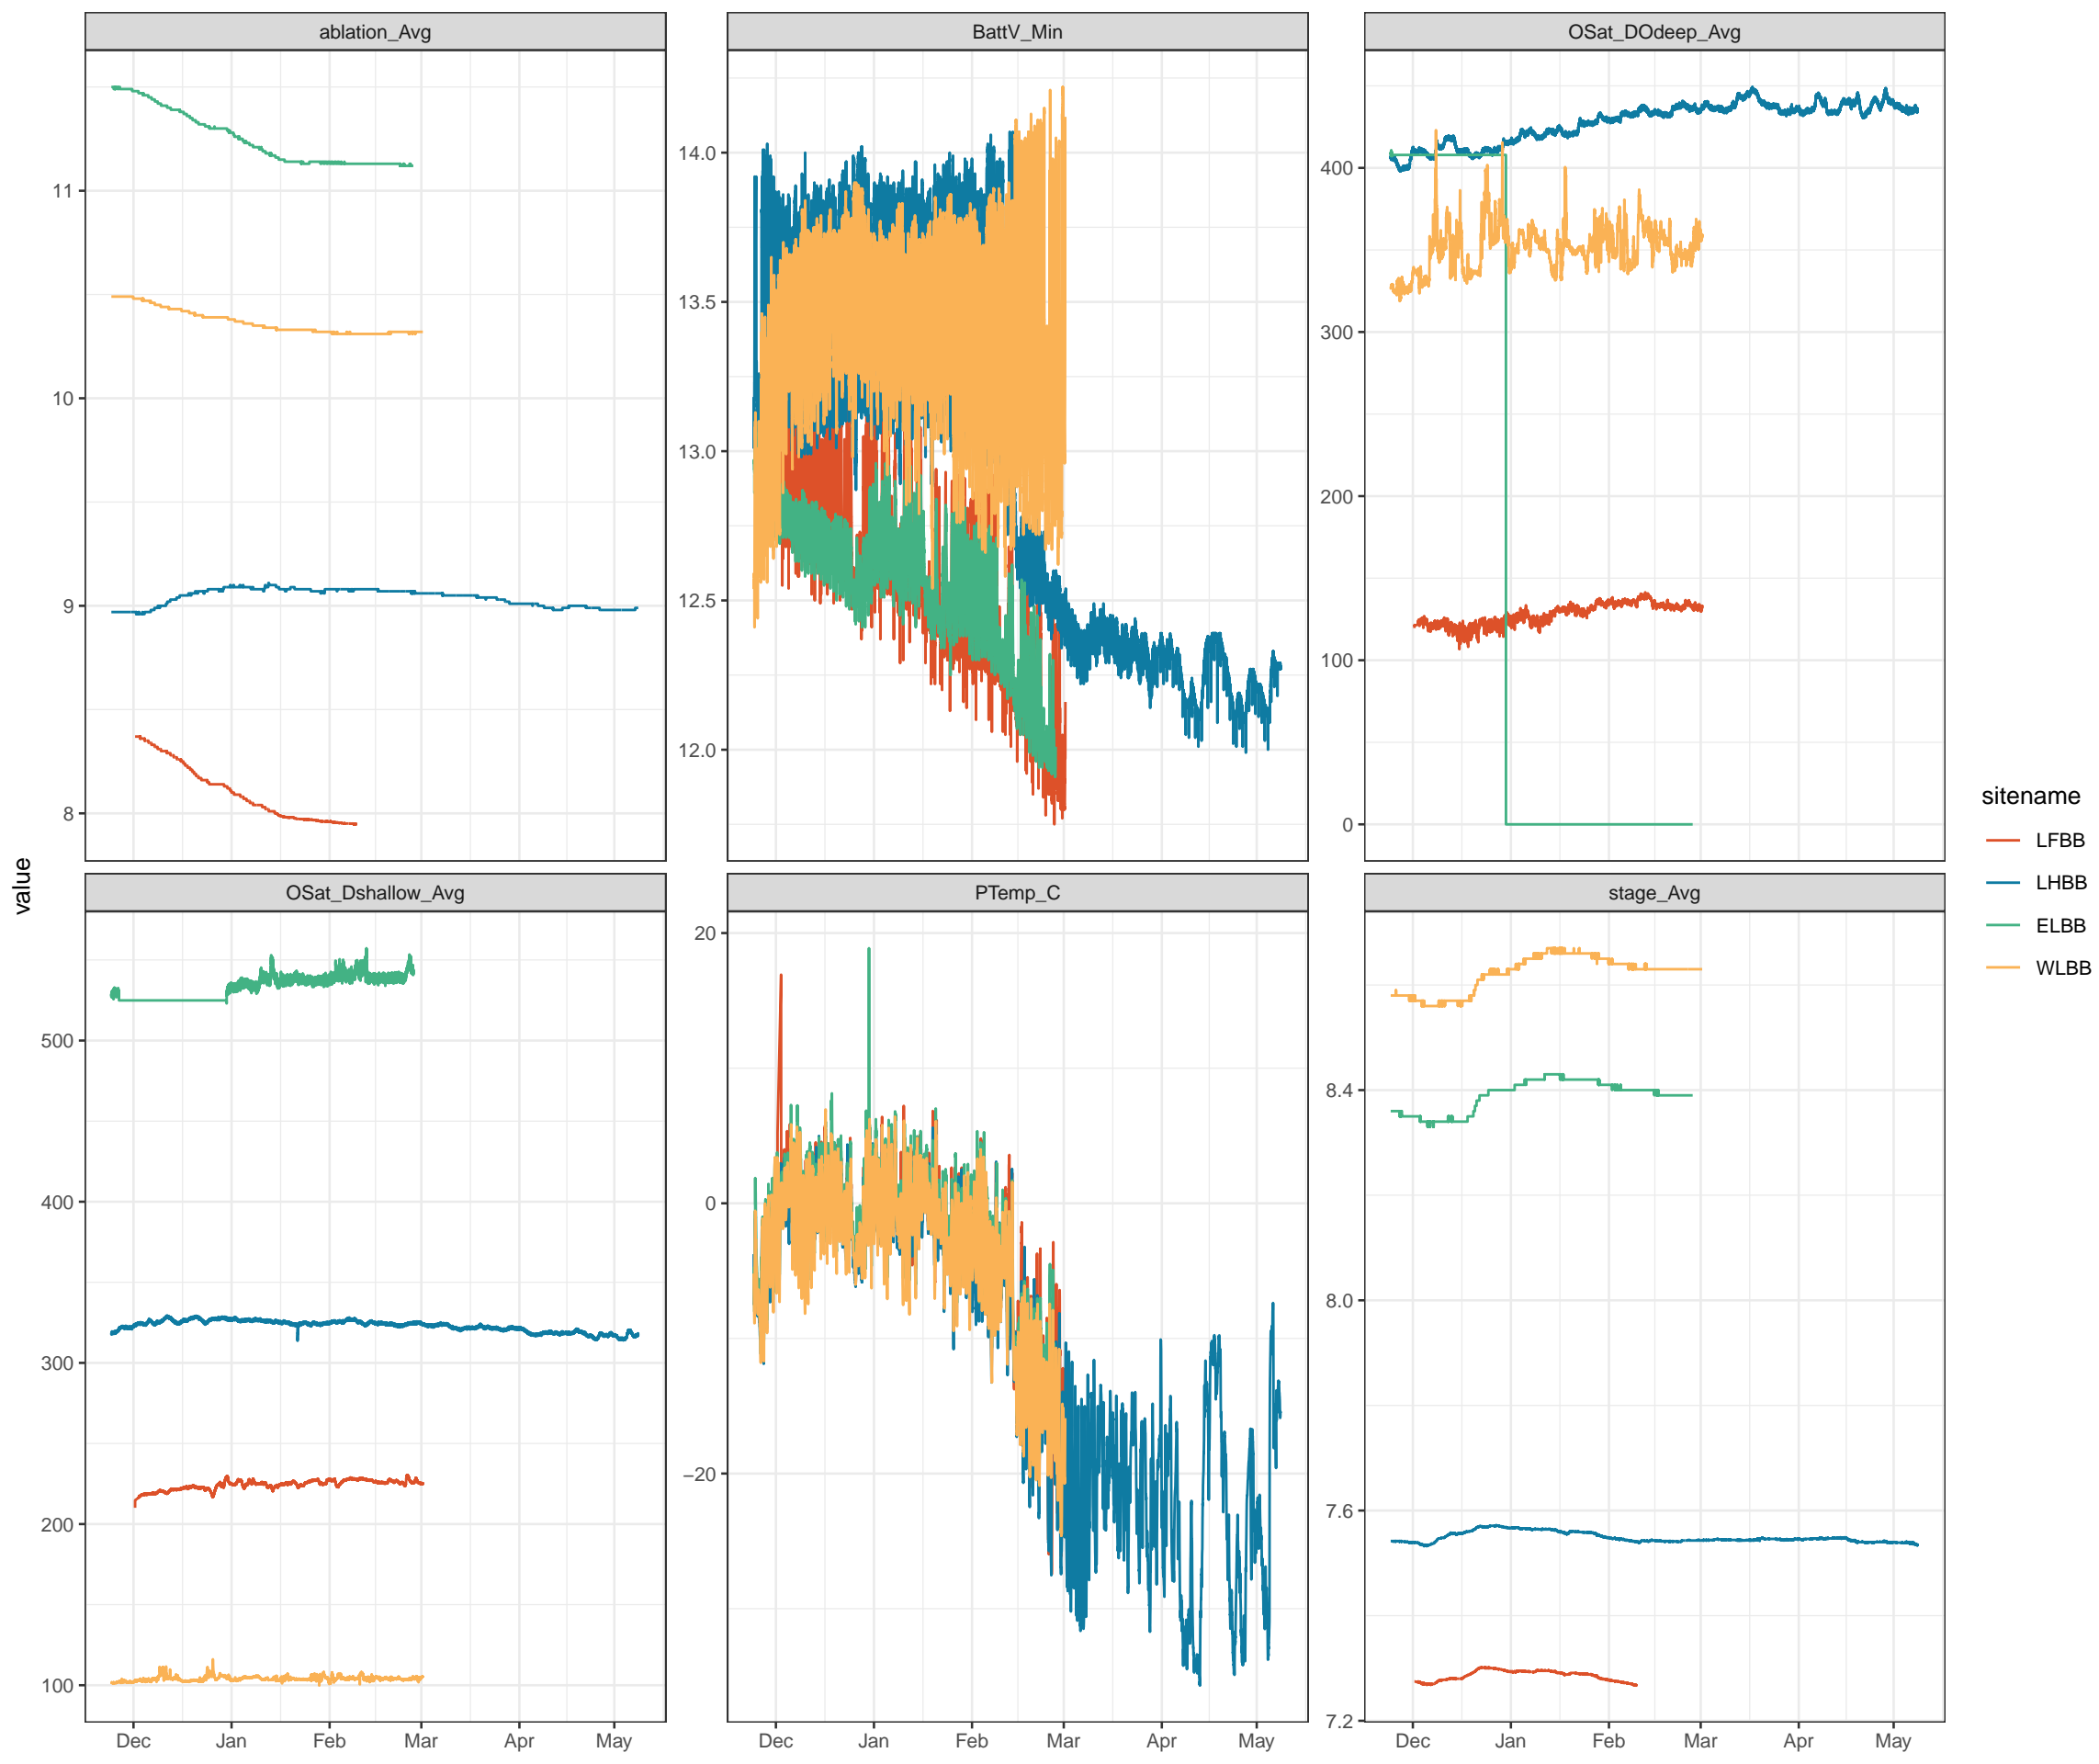 ablation_Avg
BattV_Min
OSat_DOdeep_Avg
11
10
9
8
14.0
13.5
13.0
12.5
12.0
400
300
200
100
0
value
OSat_Dshallow_Avg
PTemp_C
stage_Avg
500
400
300
200
100
20
0
−20
8.4
8.0
7.6
7.2
Dec Jan Feb Mar Apr May
Dec Jan Feb Mar Apr May
Dec Jan Feb Mar Apr May
sitename
LFBB
LHBB
ELBB
WLBB